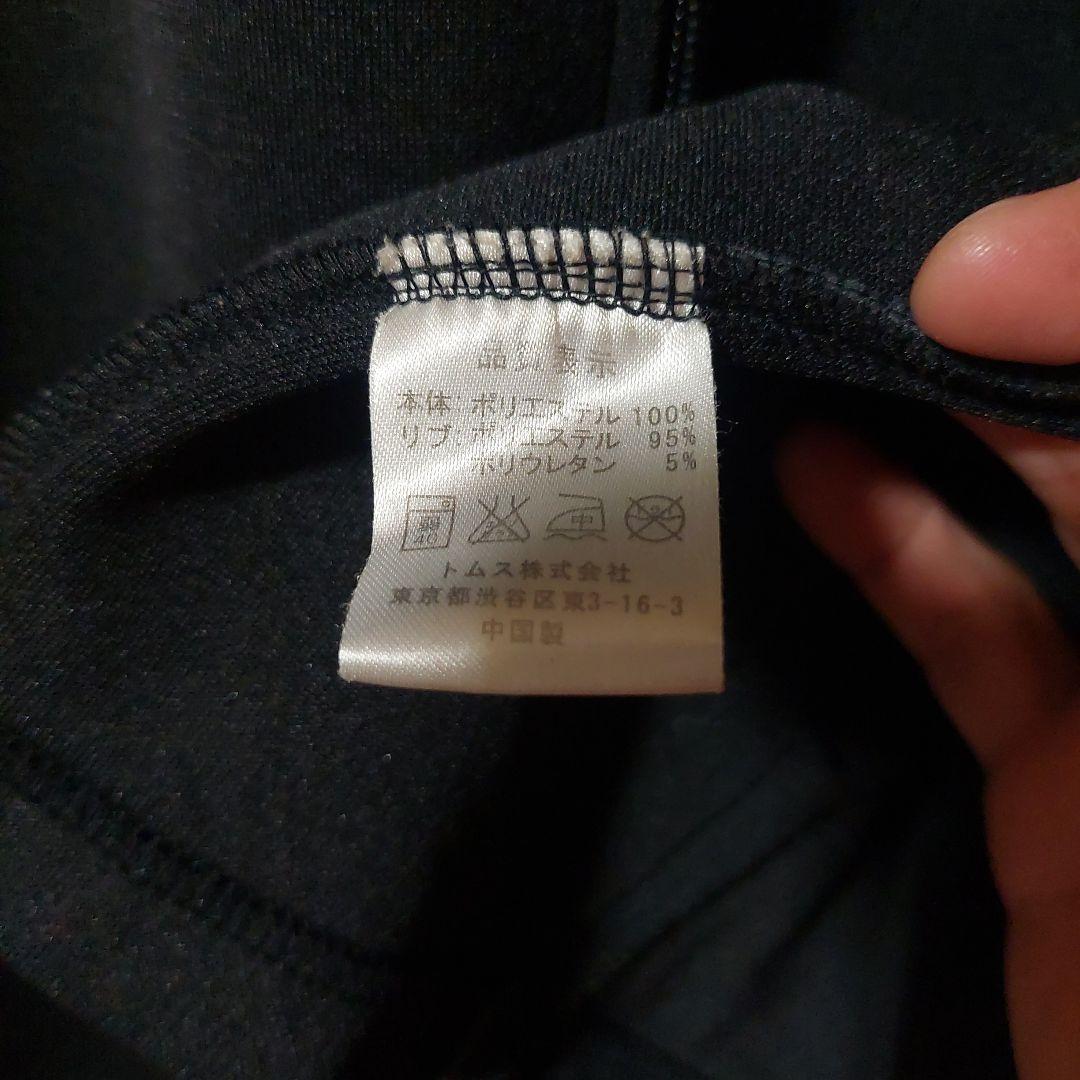 品質表示
本体 ポリエステル 100%
リブ ポリエステル 95%
ポリウレタン 5%
40 中
トムス株式会社
東京都渋谷区東3-16-3
中国製